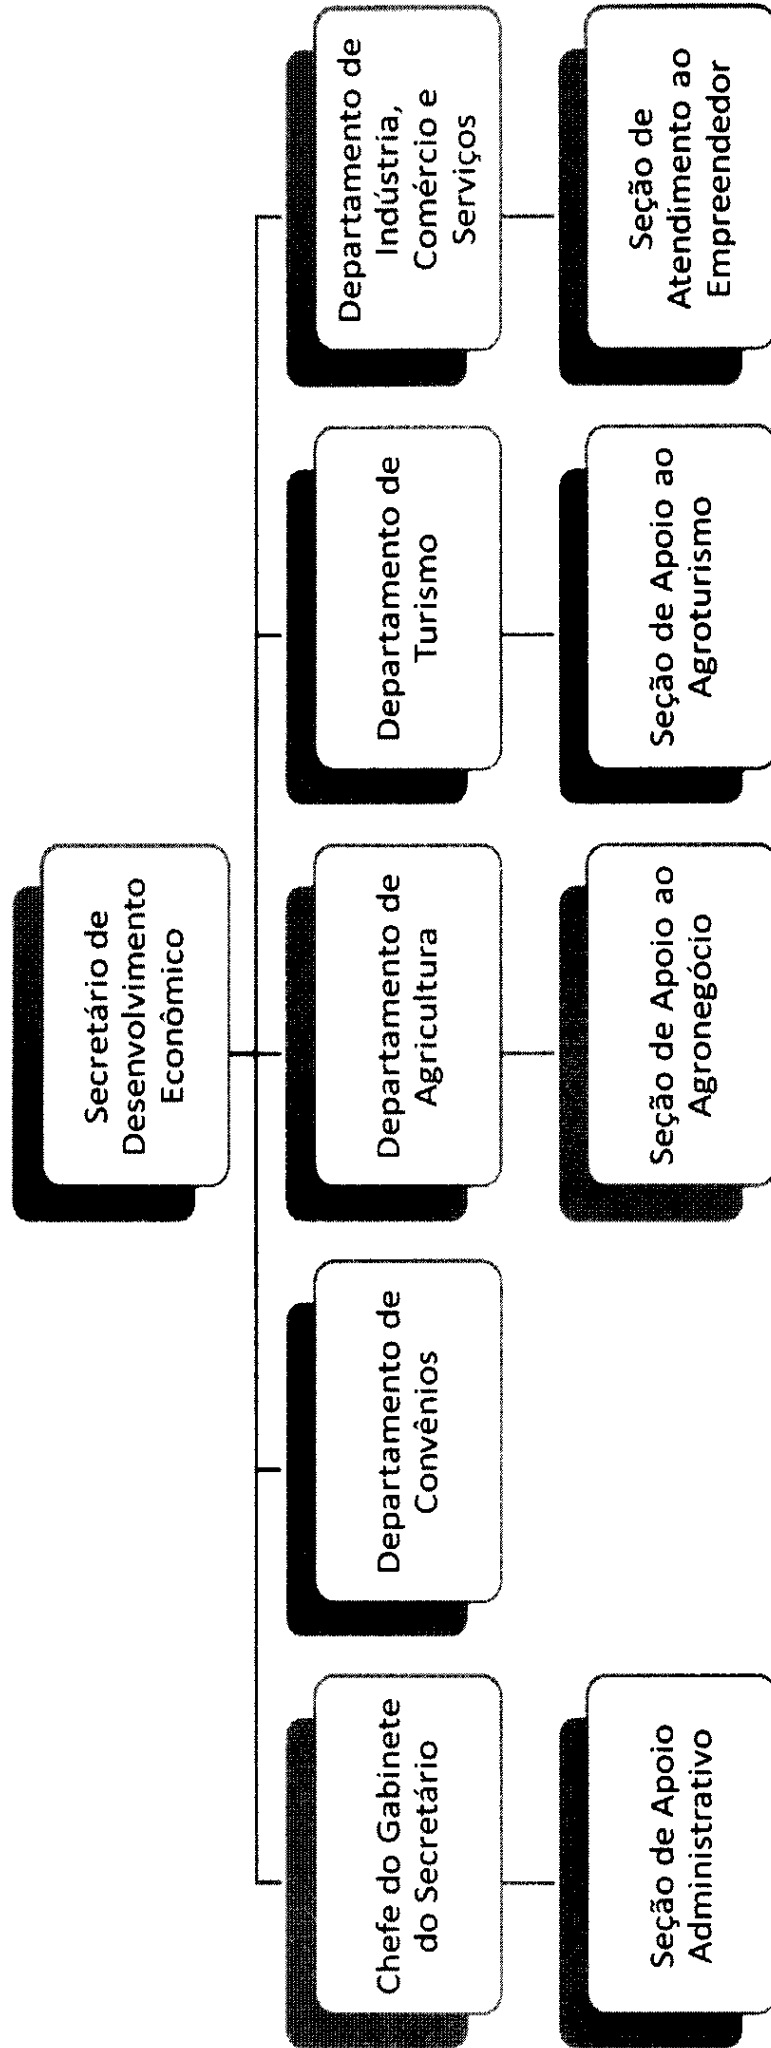 Secretário de
Desenvolvimento
Econômico
Chefe do Gabinete
do Secretário
Departamento de
Convênios
Departamento de
Agricultura
Departamento de
Turismo
Departamento de
Indústria,
Comércio e
Serviços
Seção de Apoio
Administrativo
Seção de Apoio ao
Agronegócio
Seção de Apoio ao
Agroturismo
Seção de
Atendimento ao
Empreendedor